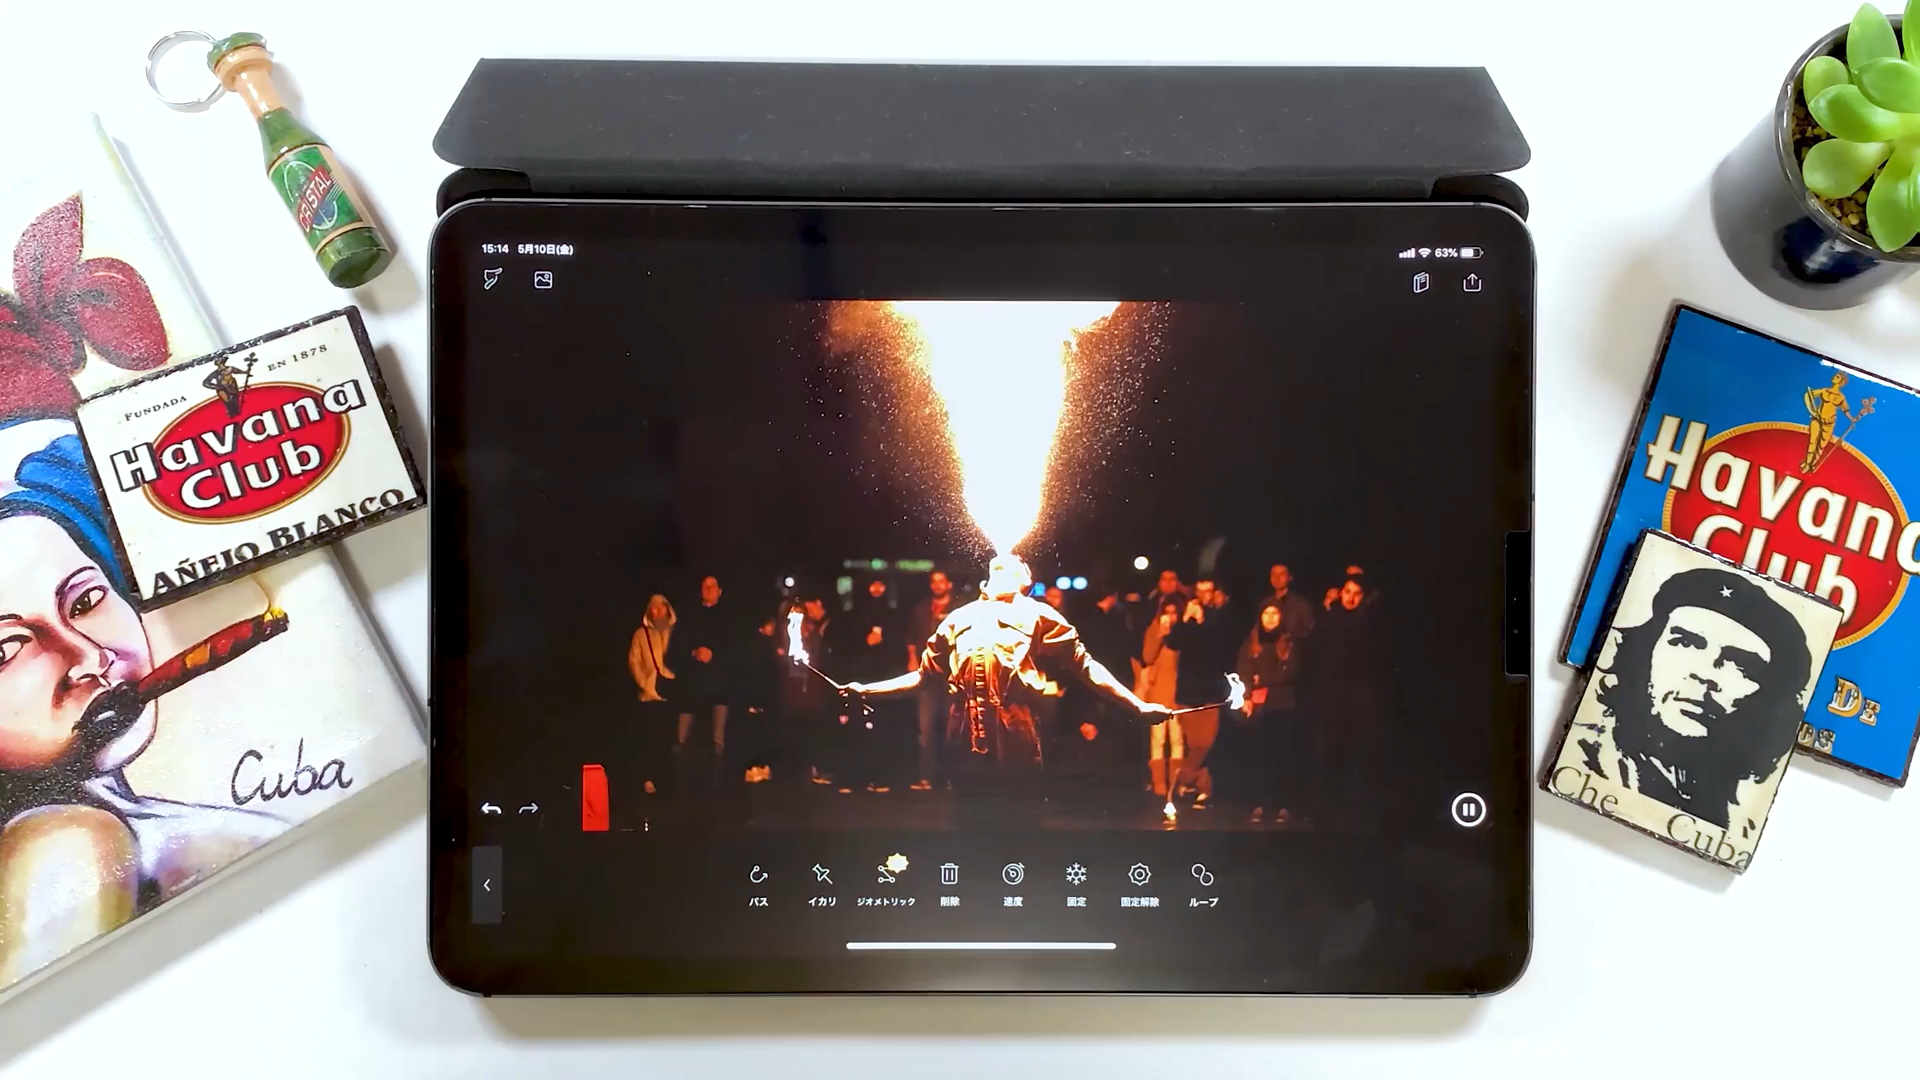 CRISTAL
FUNDADA EN 1878
Havana
Club
AÑEJO BLANCO
Cuba
15:14 5月10日(金)
63%
パス
イカリ
ジオメトリック
削除
速度
固定
固定解除
ループ
Havana
Club
DE
Che
Cuba